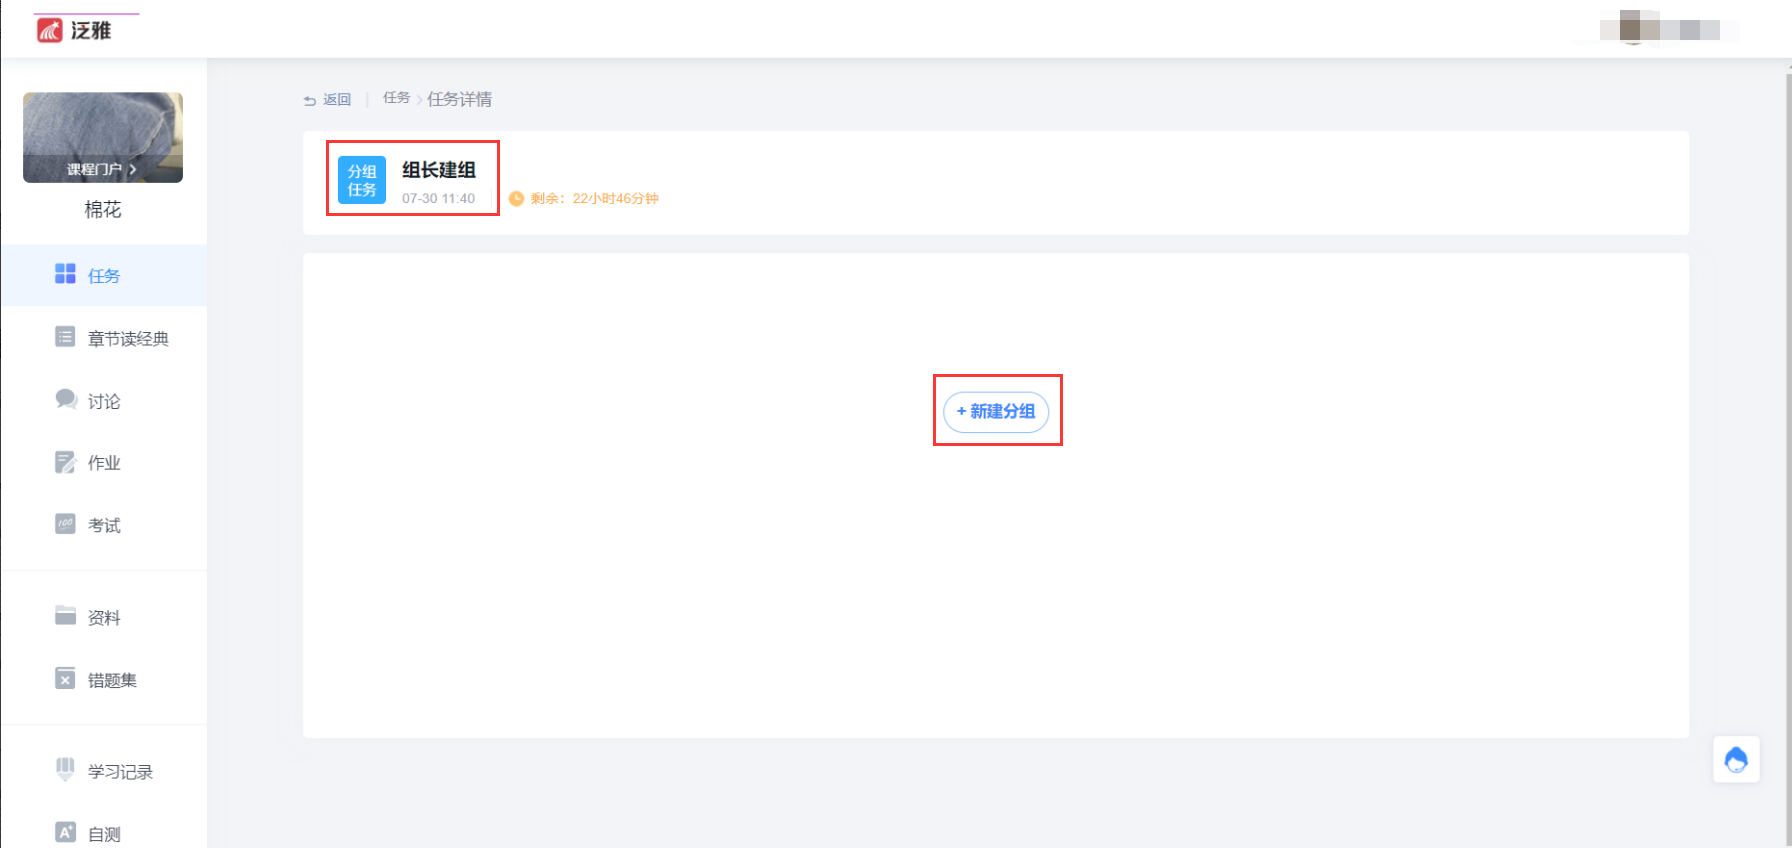 泛雅
课程门户 >
棉花
任务
章节读经典
讨论
作业
100
考试
资料
错题集
学习记录
A+
自测
返回 | 任务 > 任务详情
分组
任务
组长建组
07-30 11:40
剩余：22小时46分钟
+ 新建分组